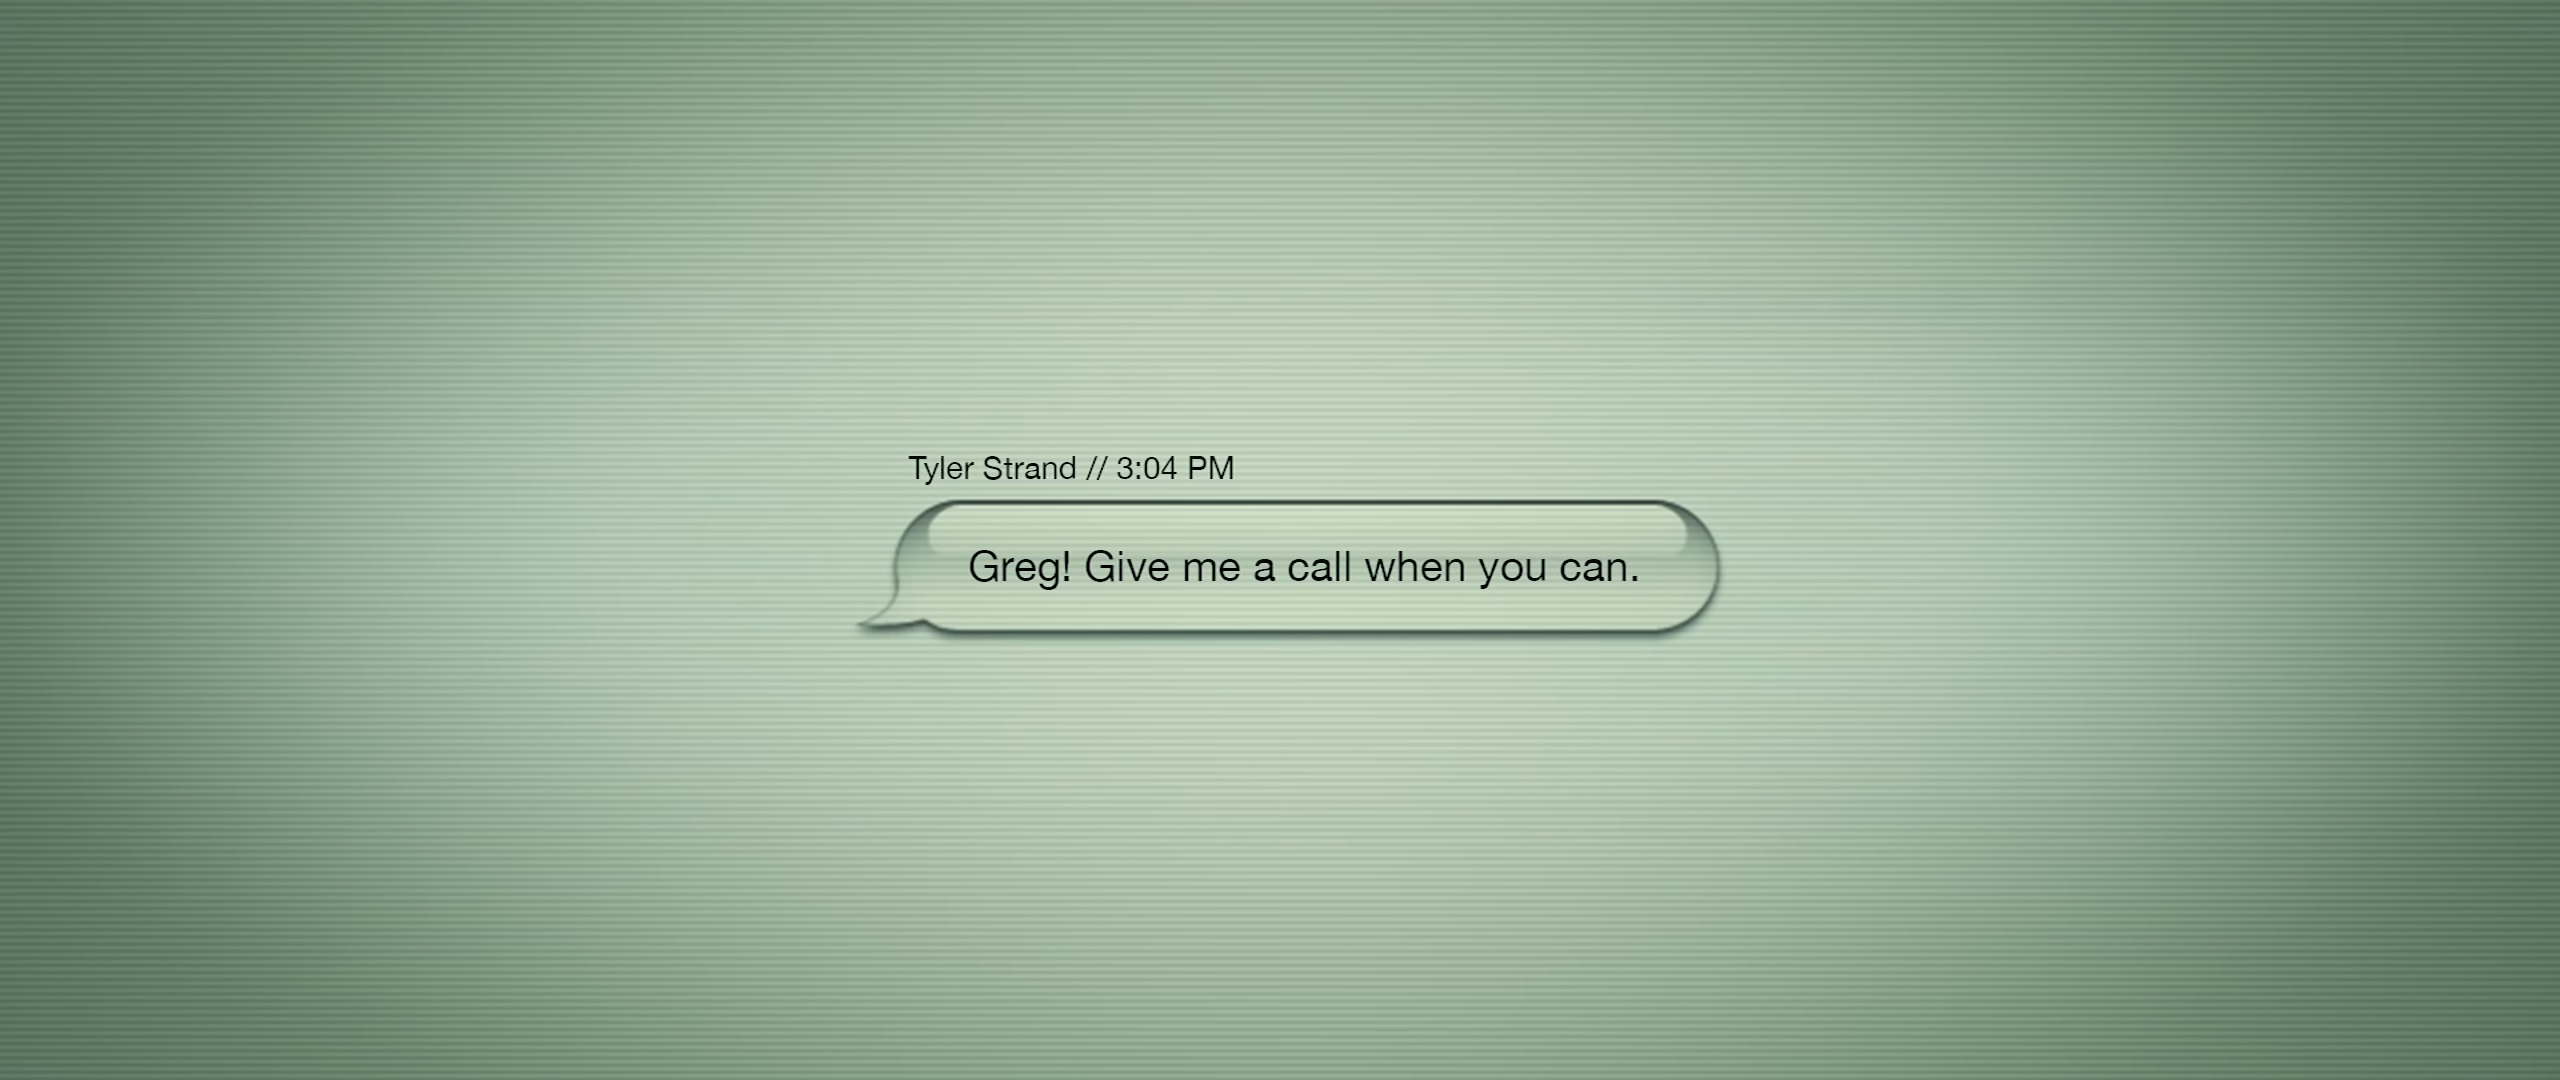 Tyler Strand // 3:04 PM
Greg! Give me a call when you can.